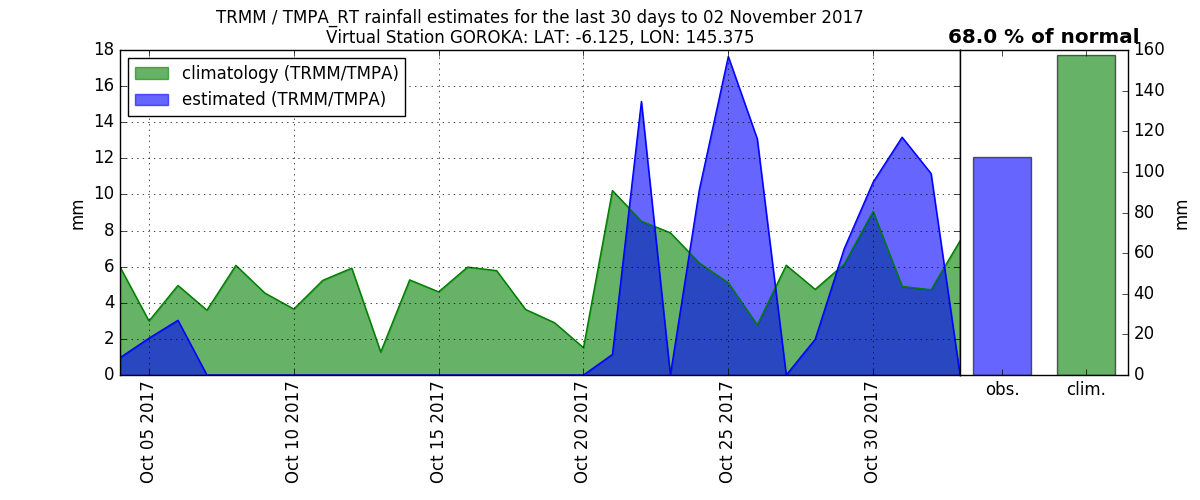 TRMM / TMPA_RT rainfall estimates for the last 30 days to 02 November 2017
Virtual Station GOROKA: LAT: -6.125, LON: 145.375
68.0 % of normal
climatology (TRMM/TMPA)
estimated (TRMM/TMPA)
mm
18
16
14
12
10
8
6
4
2
0
Oct 05 2017
Oct 10 2017
Oct 15 2017
Oct 20 2017
Oct 25 2017
Oct 30 2017
160
140
120
100
80
60
40
20
0
mm
obs.
clim.